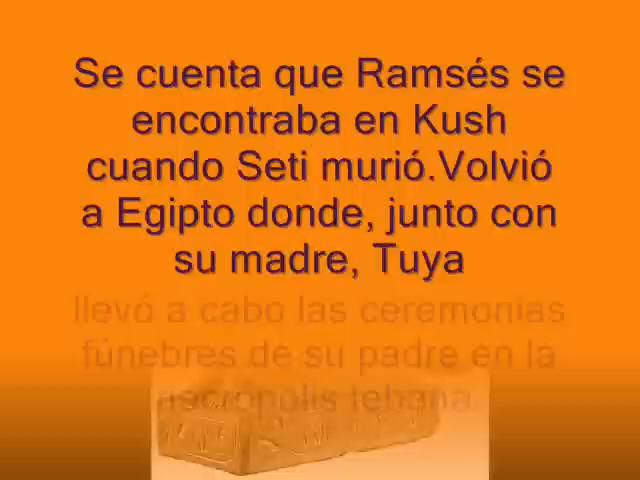 Se cuenta que Ramsés se
encontraba en Kush
cuando Seti murió.Volvió
a Egipto donde, junto con
su madre, Tuya
llevó a cabo las ceremonias
fúnebres de su padre en la
necrópolis tebana.